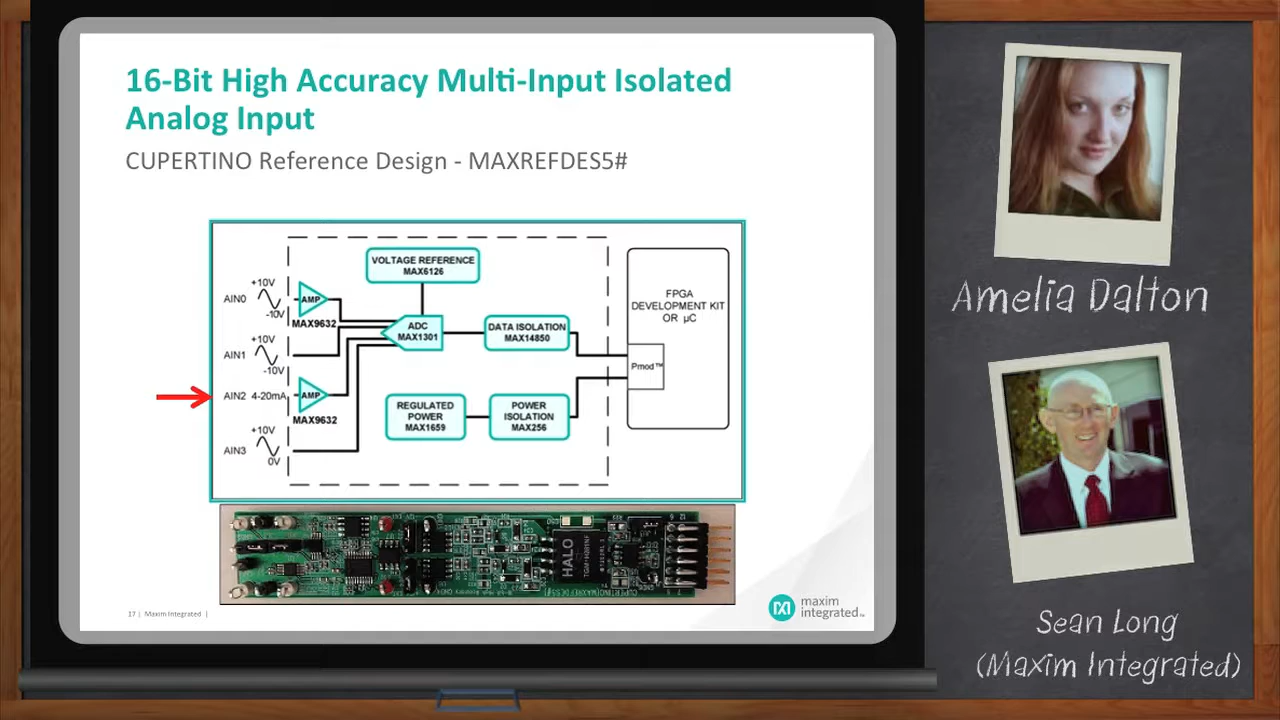 16-Bit High Accuracy Multi-Input Isolated
Analog Input
CUPERTINO Reference Design - MAXREFDES5#
VOLTAGE REFERENCE
MAX6126
AIN0
+10V
-10V
AMP
MAX9632
ADC
MAX1301
DATA ISOLATION
MAX14850
FPGA
DEVELOPMENT KIT
OR µC
Pmod™
AIN1
+10V
-10V
AIN2 4-20mA
AMP
MAX9632
REGULATED
POWER
MAX1659
POWER
ISOLATION
MAX256
AIN3
+10V
0V
HALO
17 | Maxim Integrated |
maxim
integrated™
Amelia Dalton
Sean Long
(Maxim Integrated)